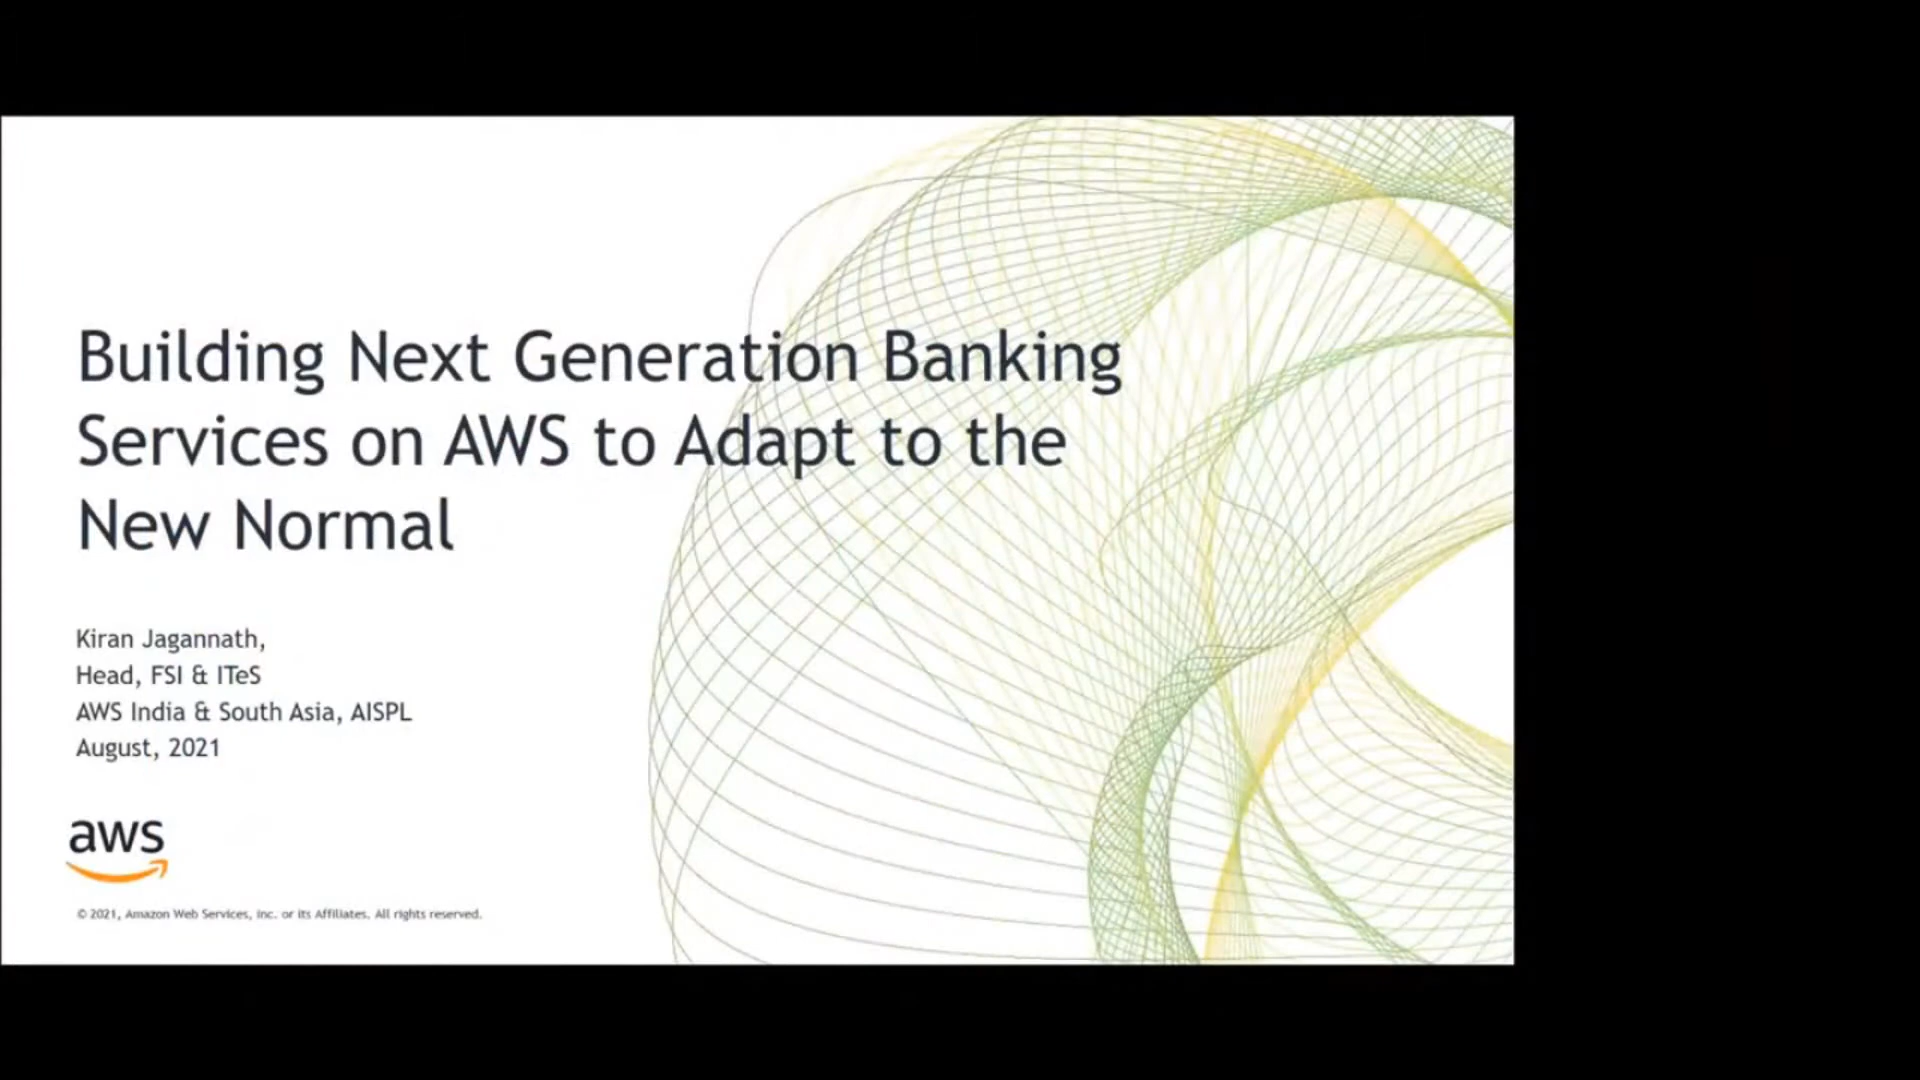 Building Next Generation Banking
Services on AWS to Adapt to the
New Normal
Kiran Jagannath,
Head, FSI & ITeS
AWS India & South Asia, AISPL
August, 2021
aws
© 2021, Amazon Web Services, Inc. or its Affiliates. All rights reserved.